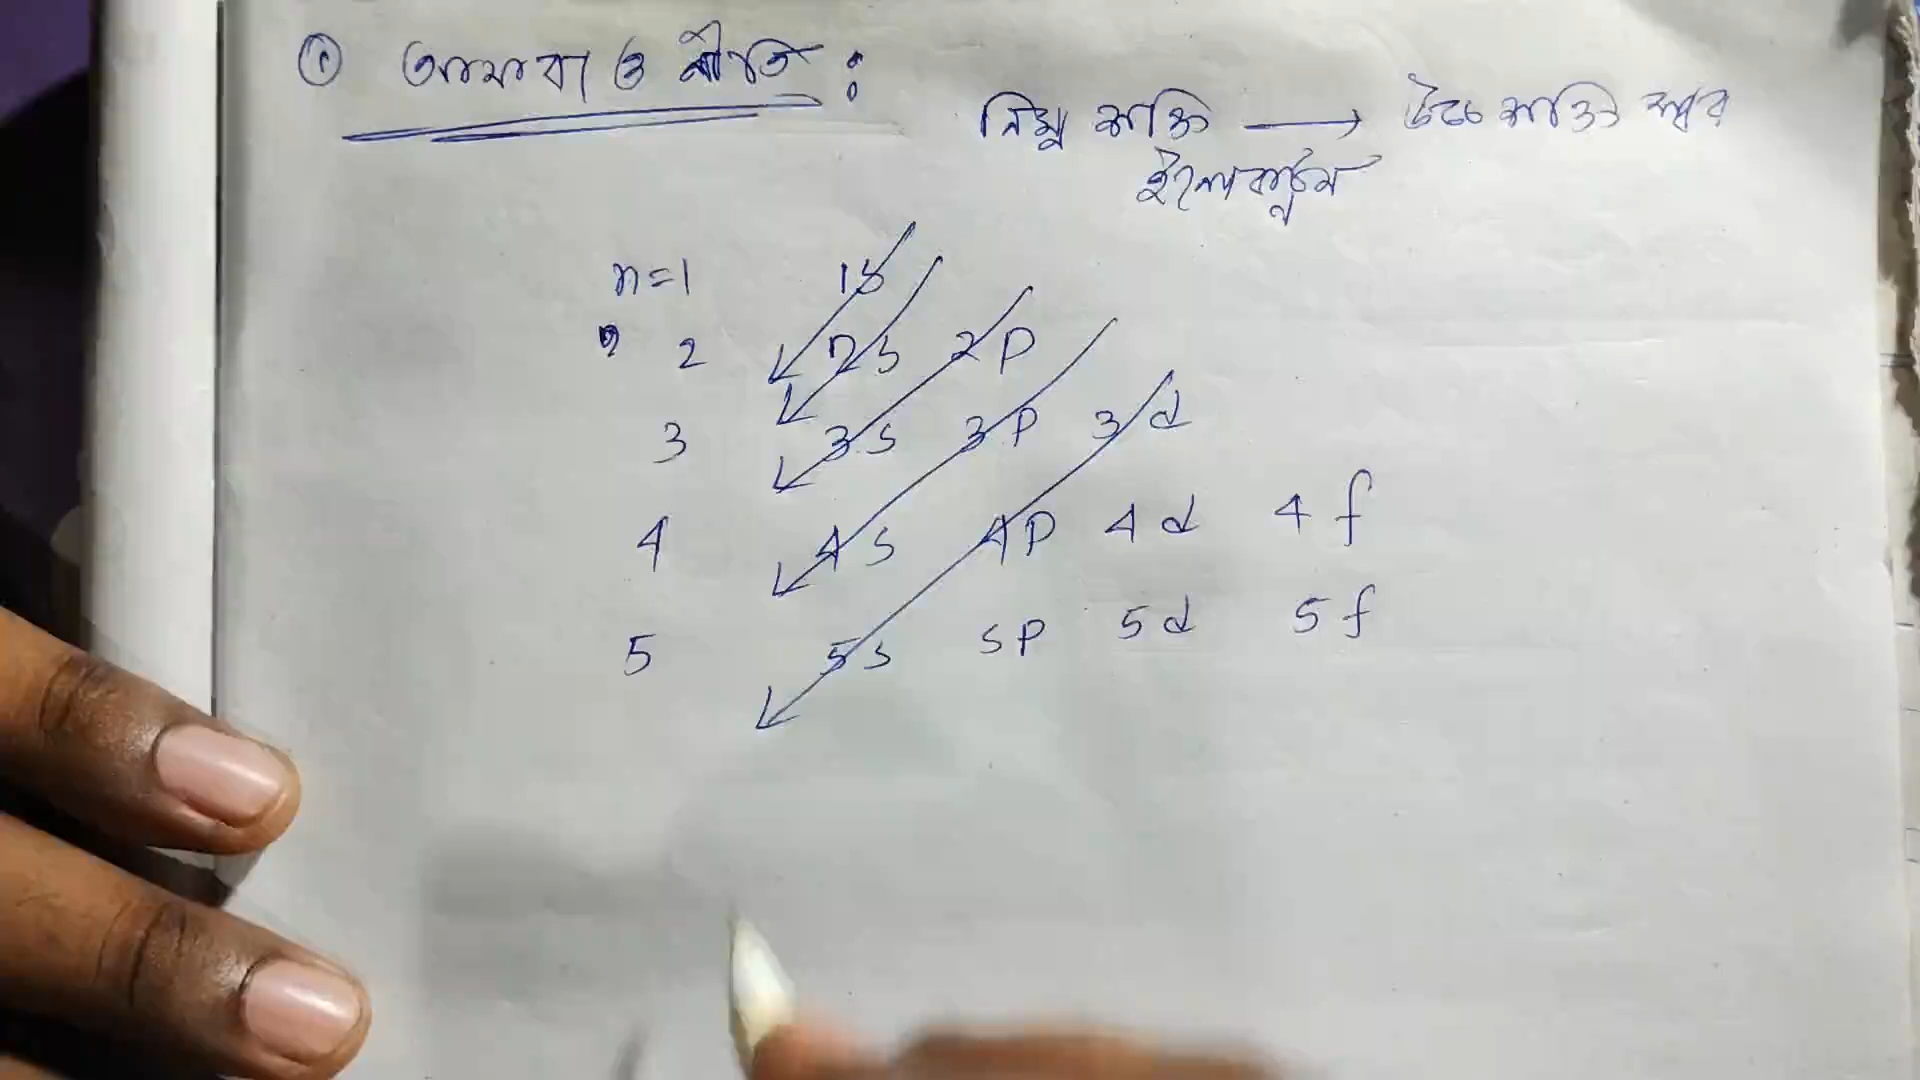 ① আমাবা ও নীতি :
নিম্ন শক্তি ⟶ উচ্চ শক্তি স্তর
ইলেকট্রন
n=1 1s
2 2s 2p
3 3s 3p 3d
4 4s 4p 4d 4f
5 5s 5p 5d 5f